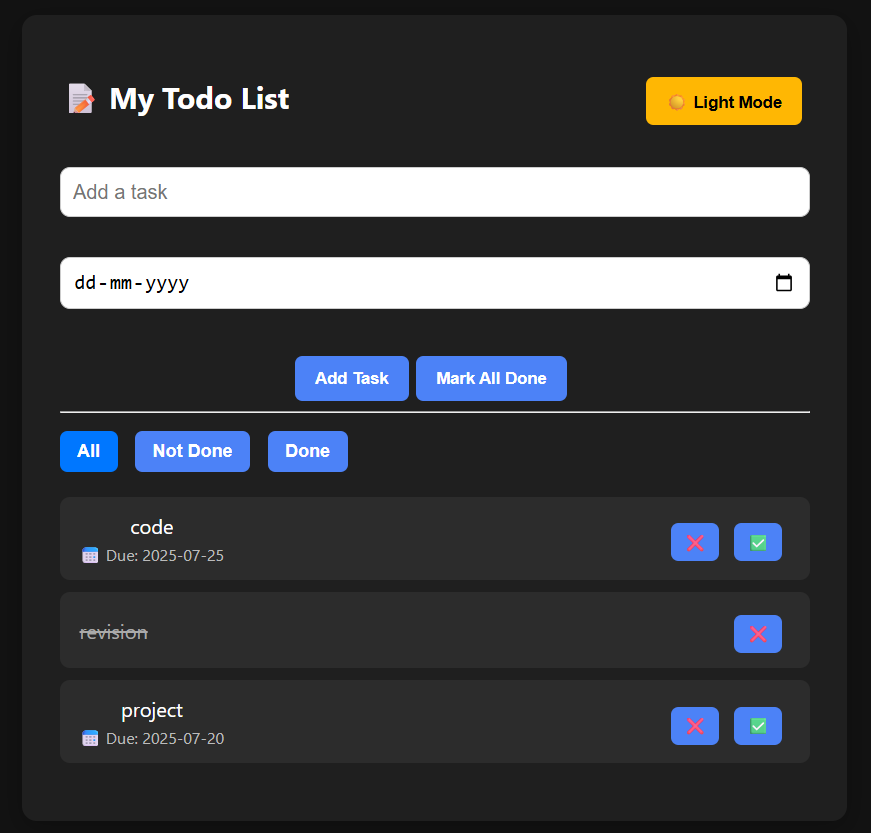 My Todo List
Light Mode
Add a task
dd-mm-yyyy
Add Task Mark All Done
All Not Done Done
code
Due: 2025-07-25
revision
project
Due: 2025-07-20